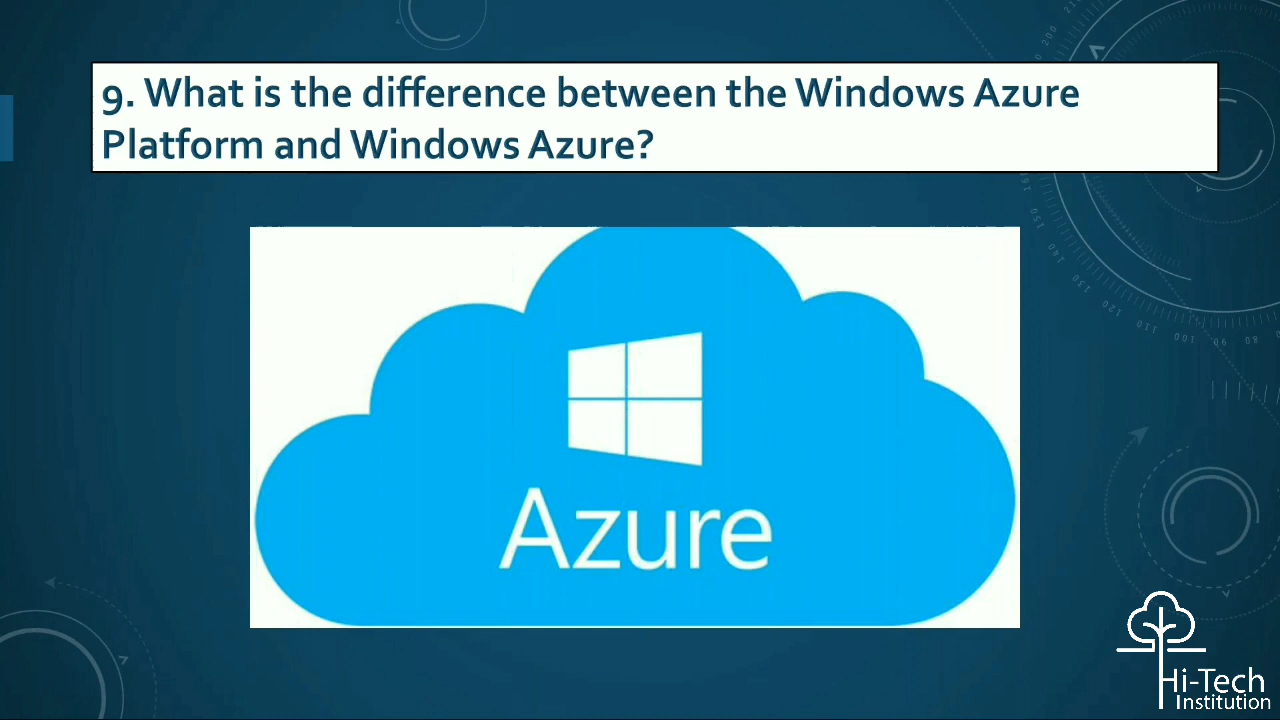 9. What is the difference between the Windows Azure
Platform and Windows Azure?
Azure
Hi-Tech
Institution